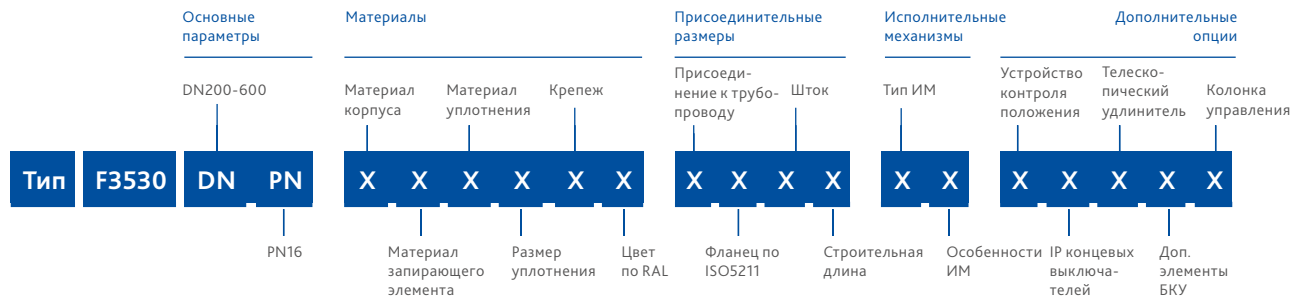 Основные
параметры
Материалы
Присоединительные
размеры
Исполнительные
механизмы
Дополнительные
опции
DN200-600
Материал
корпуса
Материал
уплотнения
Крепеж
Присоеди-
нение к трубо-
проводу
Шток
Тип ИМ
Устройство
контроля
положения
Телеско-
пический
удлинитель
Колонка
управления
Тип F3530 DN PN X X X X X X X X X X X X X X X X X
PN16
Материал
запирающего
элемента
Размер
уплотнения
Цвет
по RAL
Фланец по
ISO5211
Строительная
длина
Особенности
ИМ
IP концевых
выключа-
телей
Доп.
элементы
БКУ